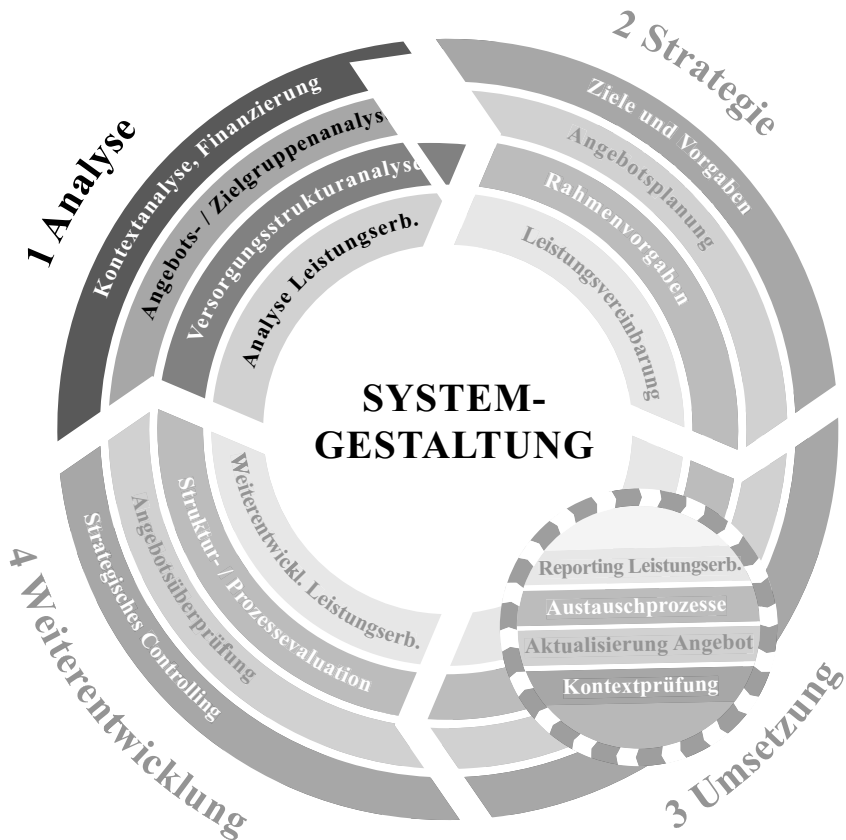 1 Analyse
Kontextanalyse, Finanzierung
Angebots- / Zielgruppenanalys
Versorgungsstrukturanalyse
Analyse Leistungserb.
2 Strategie
Ziele und Vorgaben
Angebotsplanung
Rahmenvorgaben
Leistungsvereinbarung
SYSTEM-
GESTALTUNG
3 Umsetzung
Reporting Leistungserb.
Austauschprozesse
Aktualisierung Angebot
Kontextprüfung
4 Weiterentwicklung
Strategisches Controlling
Angebotsüberprüfung
Struktur- / Prozessevaluation
Weiterentwickl. Leistungserb.